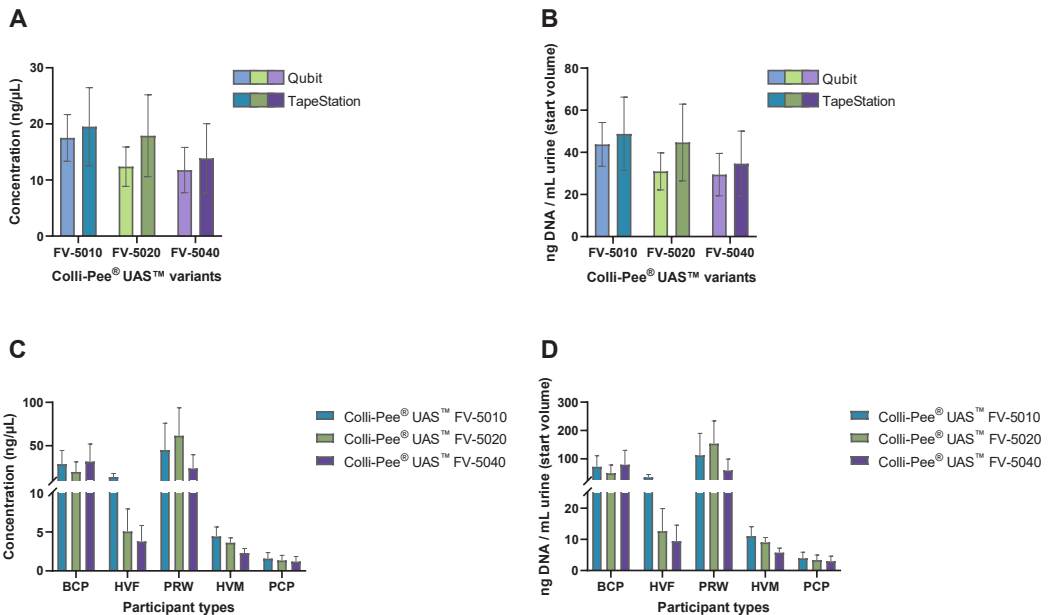 A
Concentration (ng/µL)
30
20
10
0
FV-5010 FV-5020 FV-5040
Colli-Pee® UAS™ variants
Qubit
TapeStation
B
ng DNA / mL urine (start volume)
80
60
40
20
0
FV-5010 FV-5020 FV-5040
Colli-Pee® UAS™ variants
Qubit
TapeStation
C
Concentration (ng/µL)
100
50
10
5
0
BCP HVF PRW HVM PCP
Participant types
Colli-Pee® UAS™ FV-5010
Colli-Pee® UAS™ FV-5020
Colli-Pee® UAS™ FV-5040
D
ng DNA / mL urine (start volume)
300
200
100
20
10
0
BCP HVF PRW HVM PCP
Participant types
Colli-Pee® UAS™ FV-5010
Colli-Pee® UAS™ FV-5020
Colli-Pee® UAS™ FV-5040